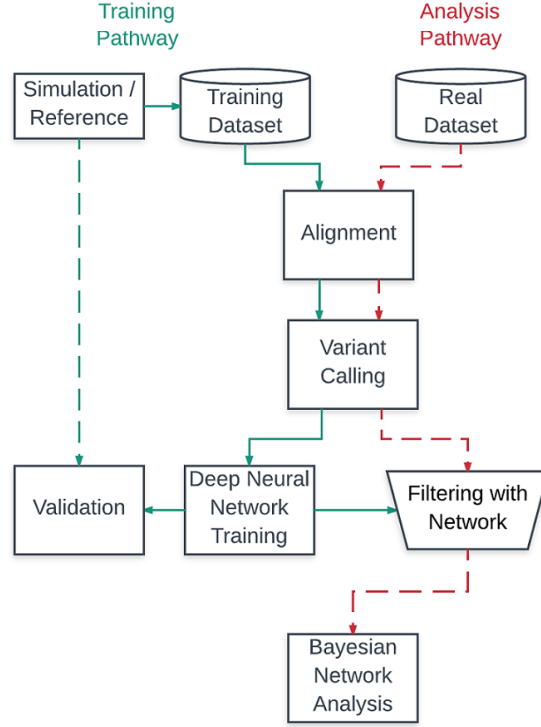 Training
Pathway
Analysis
Pathway
Simulation /
Reference
Training
Dataset
Real
Dataset
Alignment
Variant
Calling
Validation
Deep Neural
Network
Training
Filtering with
Network
Bayesian
Network
Analysis